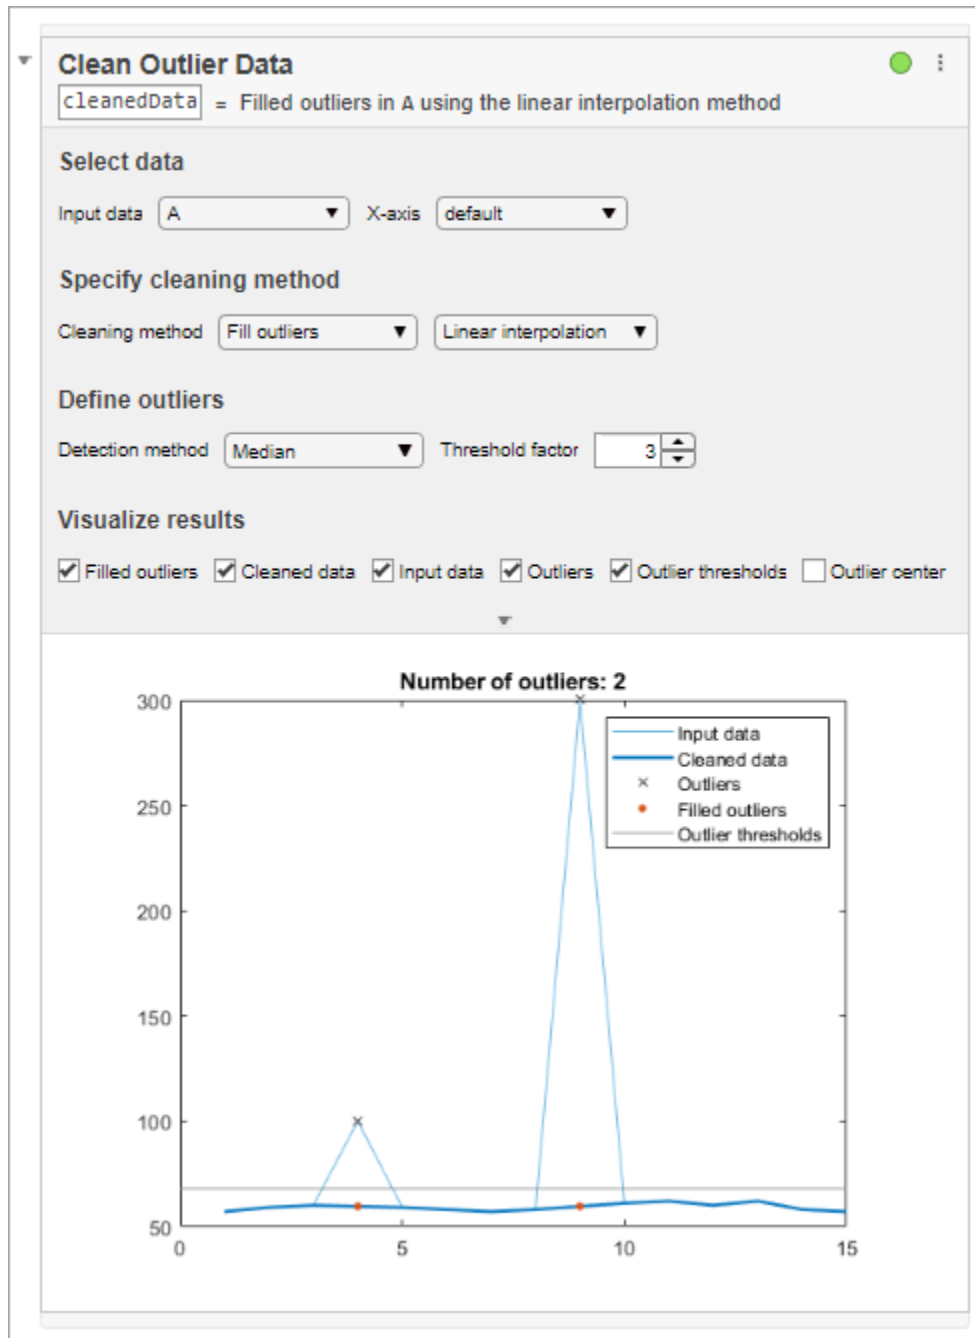 Clean Outlier Data
cleanedData = Filled outliers in A using the linear interpolation method
Select data
Input data A X-axis default
Specify cleaning method
Cleaning method Fill outliers Linear interpolation
Define outliers
Detection method Median Threshold factor 3
Visualize results
Filled outliers Cleaned data Input data Outliers Outlier thresholds Outlier center
Number of outliers: 2
300
Input data
Cleaned data
Outliers
Filled outliers
Outlier thresholds
250
200
150
100
50
0 5 10 15